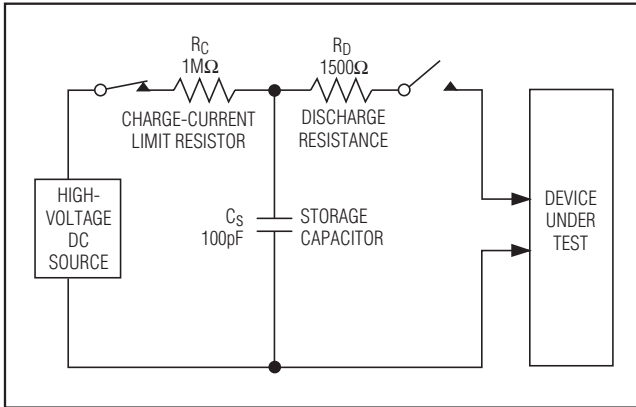 R_C
1MΩ
CHARGE-CURRENT
LIMIT RESISTOR
R_D
1500Ω
DISCHARGE
RESISTANCE
HIGH-
VOLTAGE
DC
SOURCE
C_S
100pF
STORAGE
CAPACITOR
DEVICE
UNDER
TEST